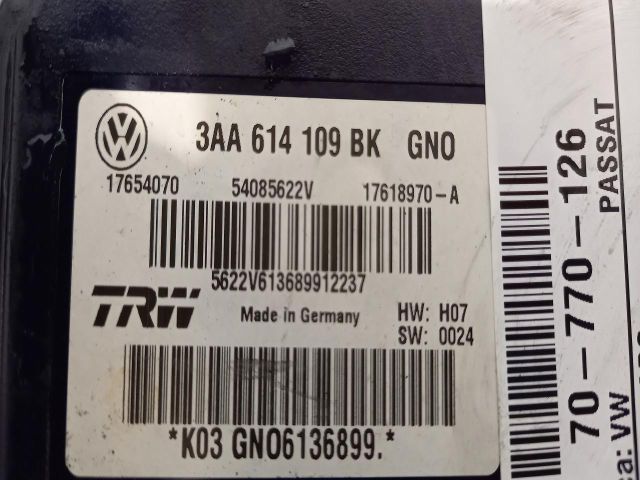 3AA 614 109 BK GNO
17654070 54085622V 17618970-A
5622V613689912237
TRW Made in Germany HW: H07
SW: 0024
*K03 GNO6136899.*
70-770-126
PASSAT
VW